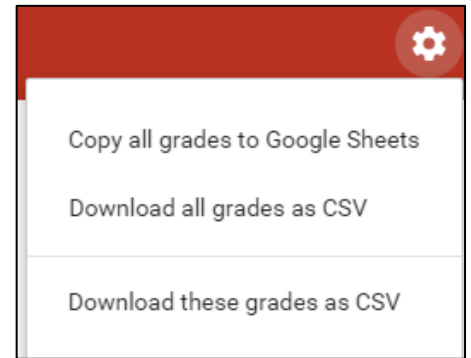 Copy all grades to Google Sheets
Download all grades as CSV
Download these grades as CSV